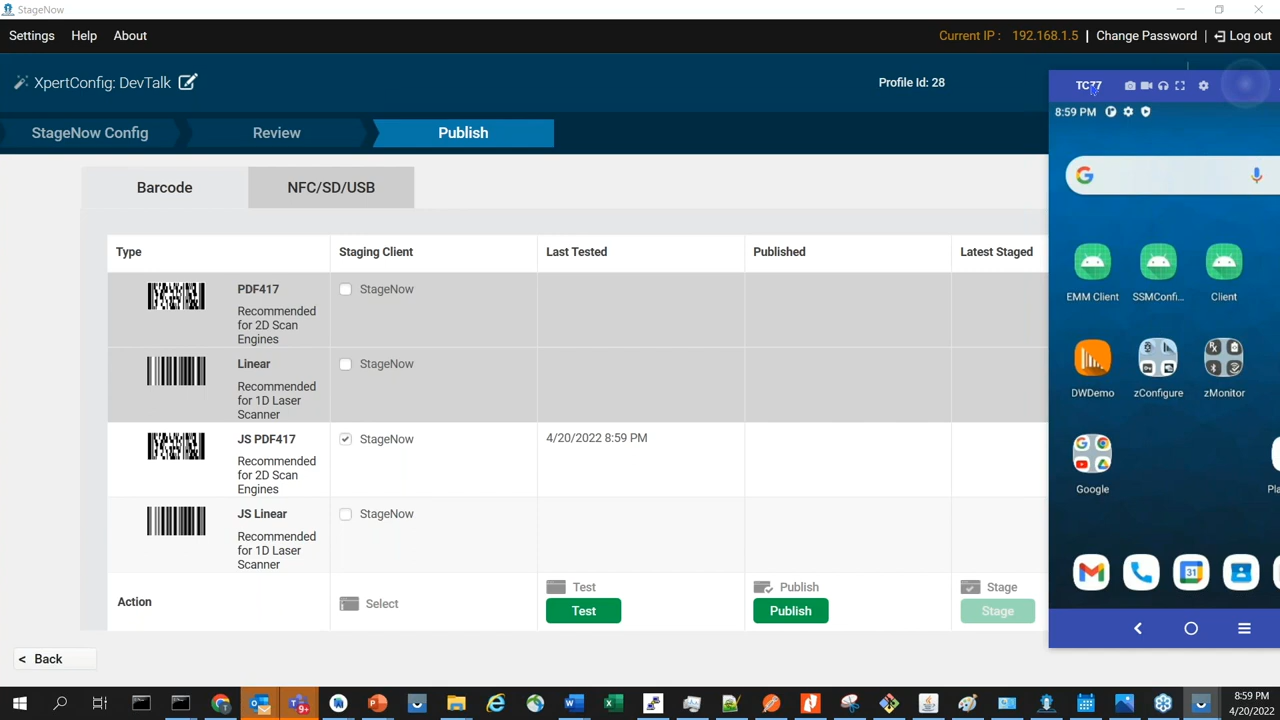 StageNow
Settings Help About
Current IP : 192.168.1.5 | Change Password | Log out
XpertConfig: DevTalk
Profile Id: 28
StageNow Config Review Publish
Barcode NFC/SD/USB
Type Staging Client Last Tested Published Latest Staged
PDF417 StageNow
Recommended
for 2D Scan
Engines
Linear StageNow
Recommended
for 1D Laser
Scanner
JS PDF417 StageNow 4/20/2022 8:59 PM
Recommended
for 2D Scan
Engines
JS Linear StageNow
Recommended
for 1D Laser
Scanner
Action Select
Test Publish Stage
Test Publish Stage
< Back
8:59 PM
EMM Client SSMConfi... Client
DWDemo zConfigure zMonitor
Google
31
9+
8:59 PM
4/20/2022